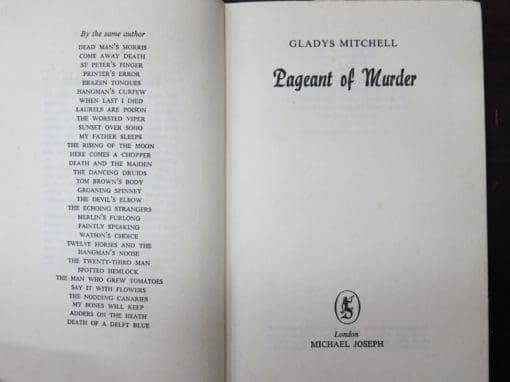 By the same author
DEAD MAN'S MORRIS
COME AWAY DEATH
ST PETER'S FINGER
PRINTER'S ERROR
BRAZEN TONGUES
HANGMAN'S CURFEW
WHEN LAST I DIED
LAURELS ARE POISON
THE WORSTED VIPER
SUNSET OVER SOHO
MY FATHER SLEEPS
THE RISING OF THE MOON
HERE COMES A CHOPPER
DEATH AND THE MAIDEN
THE DANCING DRUIDS
TOM BROWN'S BODY
GROANING SPINNEY
THE DEVIL'S ELBOW
THE ECHOING STRANGERS
MERLIN'S FURLONG
FAINTLY SPEAKING
WATSON'S CHOICE
TWELVE HORSES AND THE
HANGMAN'S NOOSE
THE TWENTY-THIRD MAN
SPOTTED HEMLOCK
THE MAN WHO GREW TOMATOES
SAY IT WITH FLOWERS
THE NODDING CANARIES
MY BONES WILL KEEP
ADDERS ON THE HEATH
DEATH OF A DELFT BLUE
GLADYS MITCHELL
Pageant of Murder
London
MICHAEL JOSEPH